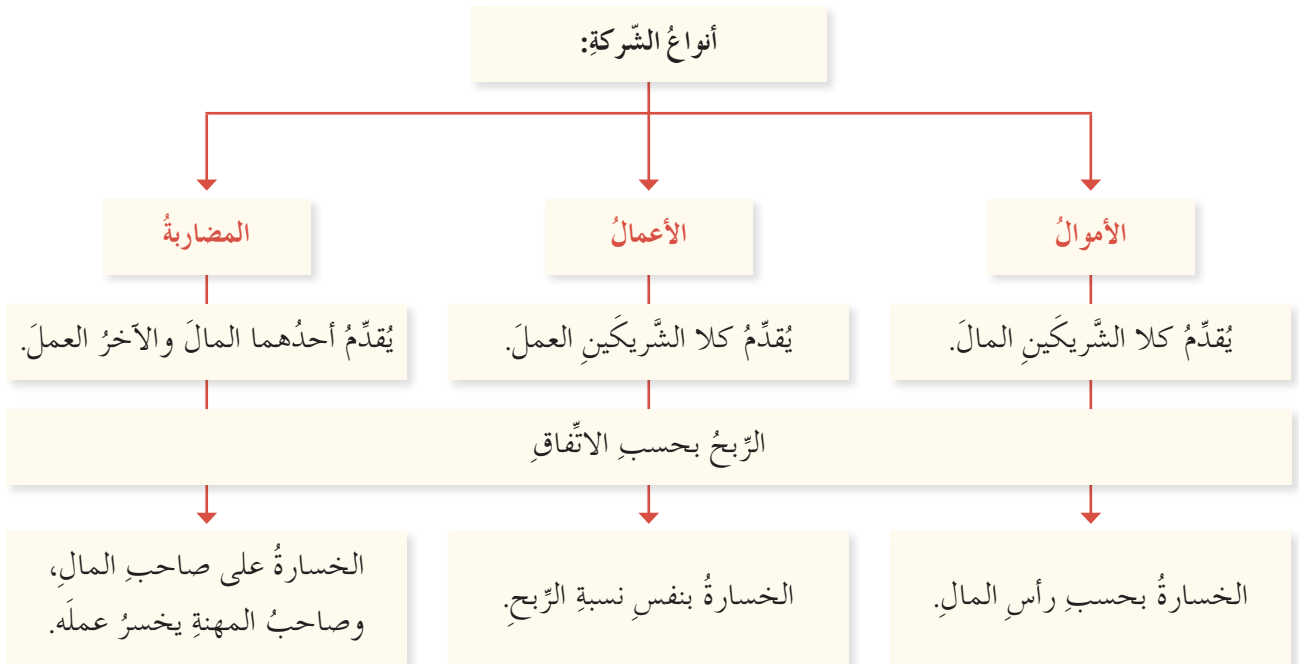 أنواعُ الشّركةِ:
الأموالُ
الأعمالُ
المضاربةُ
يُقدِّمُ كلا الشَّريكَينِ المالَ.
يُقدِّمُ كلا الشَّريكَينِ العملَ.
يُقدِّمُ أحدُهما المالَ والآخرُ العملَ.
الرِّبحُ بحسبِ الاتِّفاقِ
الخسارةُ بحسبِ رأسِ المالِ.
الخسارةُ بنفسِ نسبةِ الرِّبحِ.
الخسارةُ على صاحبِ المالِ،
وصاحبُ المهنةِ يخسرُ عملَه.